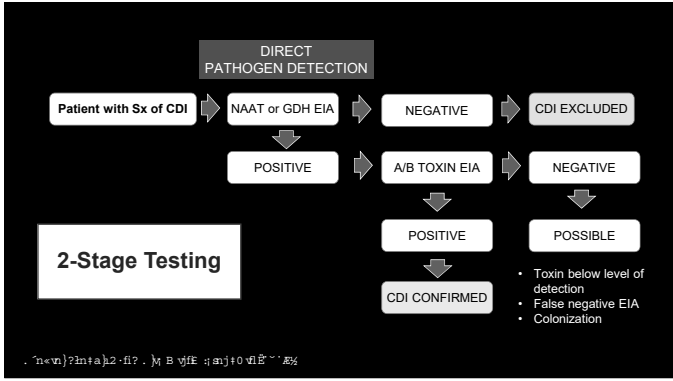 DIRECT
PATHOGEN DETECTION
Patient with Sx of CDI
NAAT or GDH EIA
NEGATIVE
CDI EXCLUDED
POSITIVE
A/B TOXIN EIA
NEGATIVE
2-Stage Testing
POSITIVE
POSSIBLE
CDI CONFIRMED
• Toxin below level of
detection
• False negative EIA
• Colonization